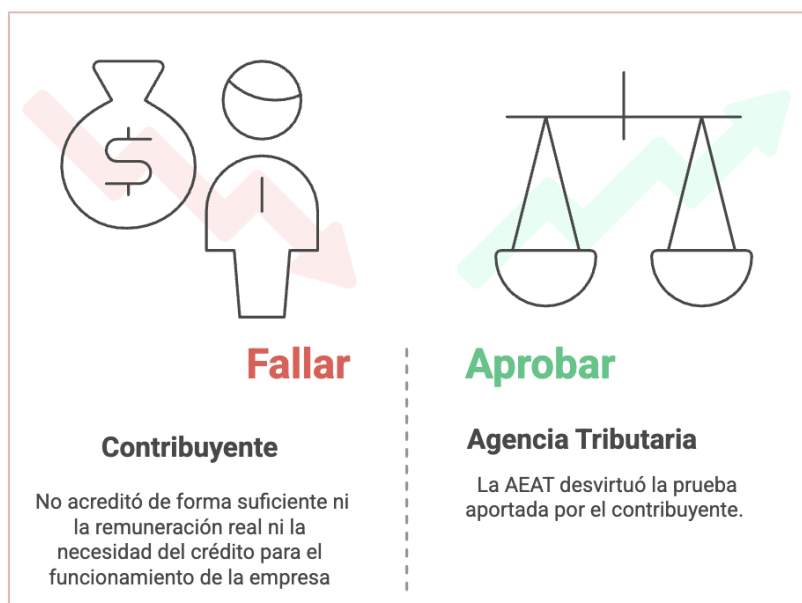 $
Fallar
Contribuyente
No acreditó de forma suficiente ni
la remuneración real ni la
necesidad del crédito para el
funcionamiento de la empresa
Aprobar
Agencia Tributaria
La AEAT desvirtuó la prueba
aportada por el contribuyente.